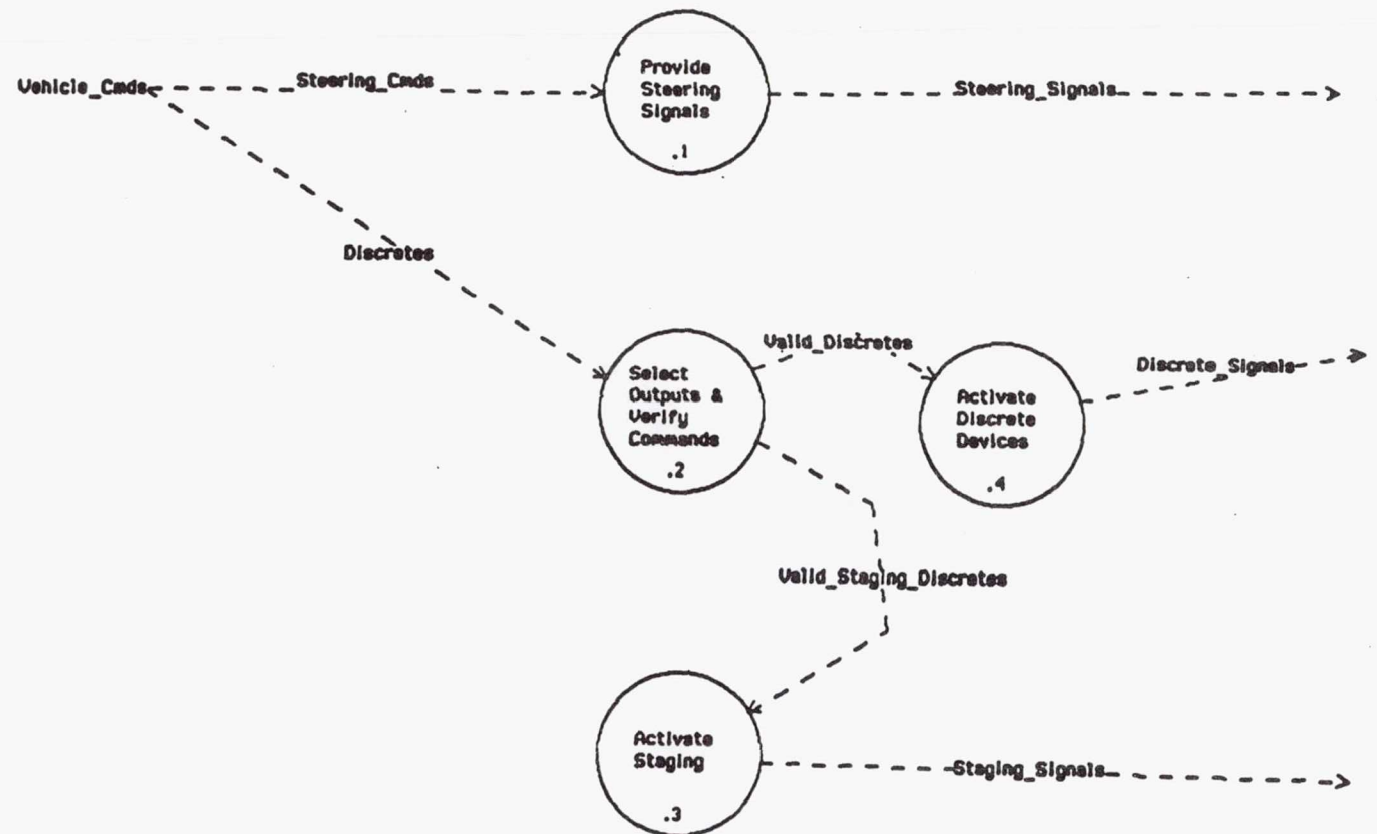 Vehicle_Cmds
Steering_Cmds
Provide
Steering
Signals
.1
Steering_Signals
Discretes
Select
Outputs &
Verify
Commands
.2
Valid_Discretes
Activate
Discrete
Devices
.4
Discrete_Signals
Valid_Staging_Discretes
Activate
Staging
.3
Staging_Signals